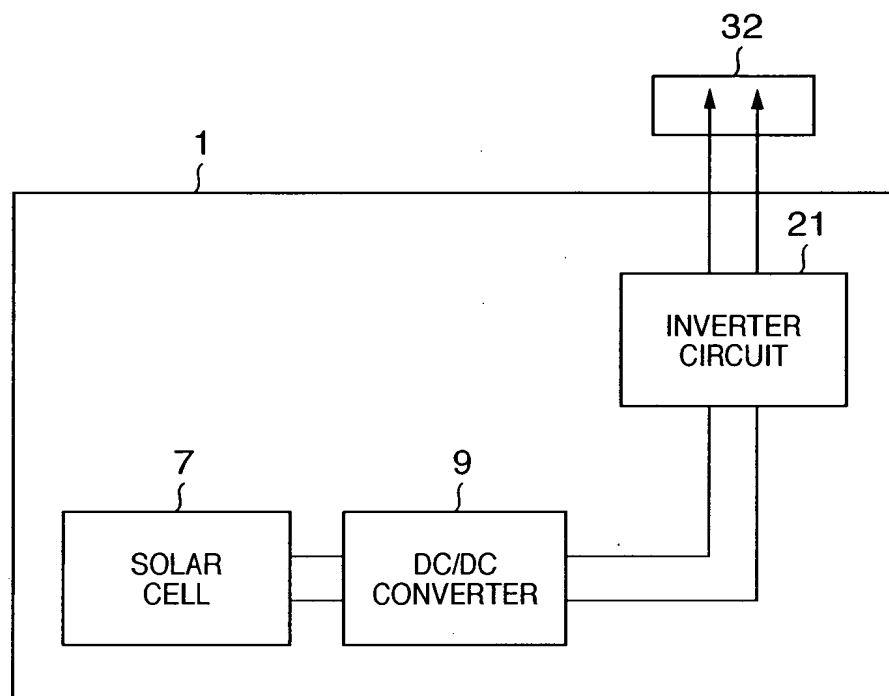 32
1
21
INVERTER
CIRCUIT
7
9
SOLAR
CELL
DC/DC
CONVERTER